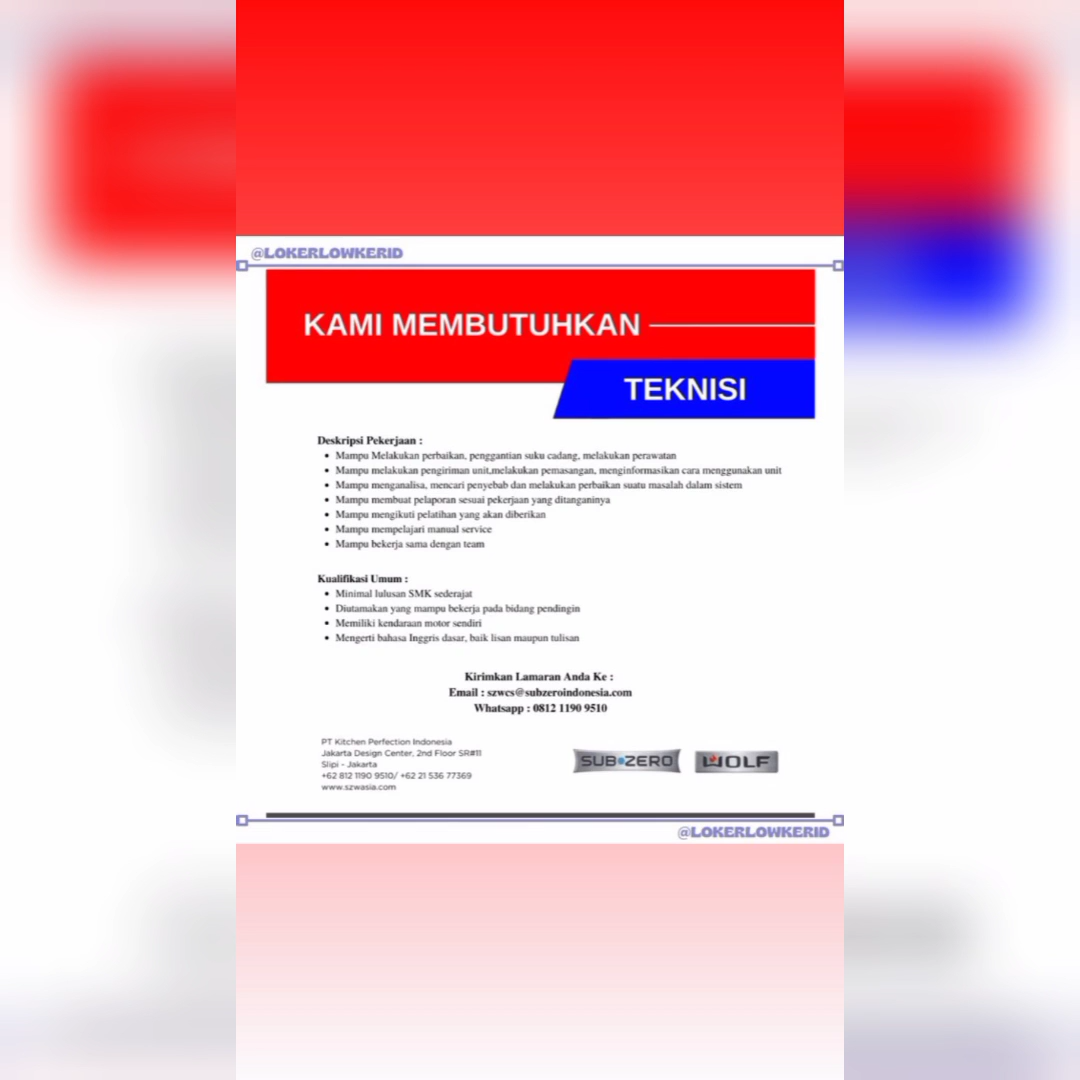 @LOKERLOWKERID
KAMI MEMBUTUHKAN
TEKNISI
Deskripsi Pekerjaan :
• Mampu Melakukan perbaikan, penggantian suku cadang, melakukan perawatan
• Mampu melakukan pengiriman unit,melakukan pemasangan, menginformasikan cara menggunakan unit
• Mampu menganalisa, mencari penyebab dan melakukan perbaikan suatu masalah dalam sistem
• Mampu membuat pelaporan sesuai pekerjaan yang ditanganinya
• Mampu mengikuti pelatihan yang akan diberikan
• Mampu mempelajari manual service
• Mampu bekerja sama dengan team
Kualifikasi Umum :
• Minimal lulusan SMK sederajat
• Diutamakan yang mampu bekerja pada bidang pendingin
• Memiliki kendaraan motor sendiri
• Mengerti bahasa Inggris dasar, baik lisan maupun tulisan
Kirimkan Lamaran Anda Ke :
Email : szwcs@subzeroindonesia.com
Whatsapp : 0812 1190 9510
PT Kitchen Perfection Indonesia
Jakarta Design Center, 2nd Floor SR#11
Slipi - Jakarta
+62 812 1190 9510/ +62 21 536 77369
www.szwasia.com
SUB ZERO
WOLF
@LOKERLOWKERID